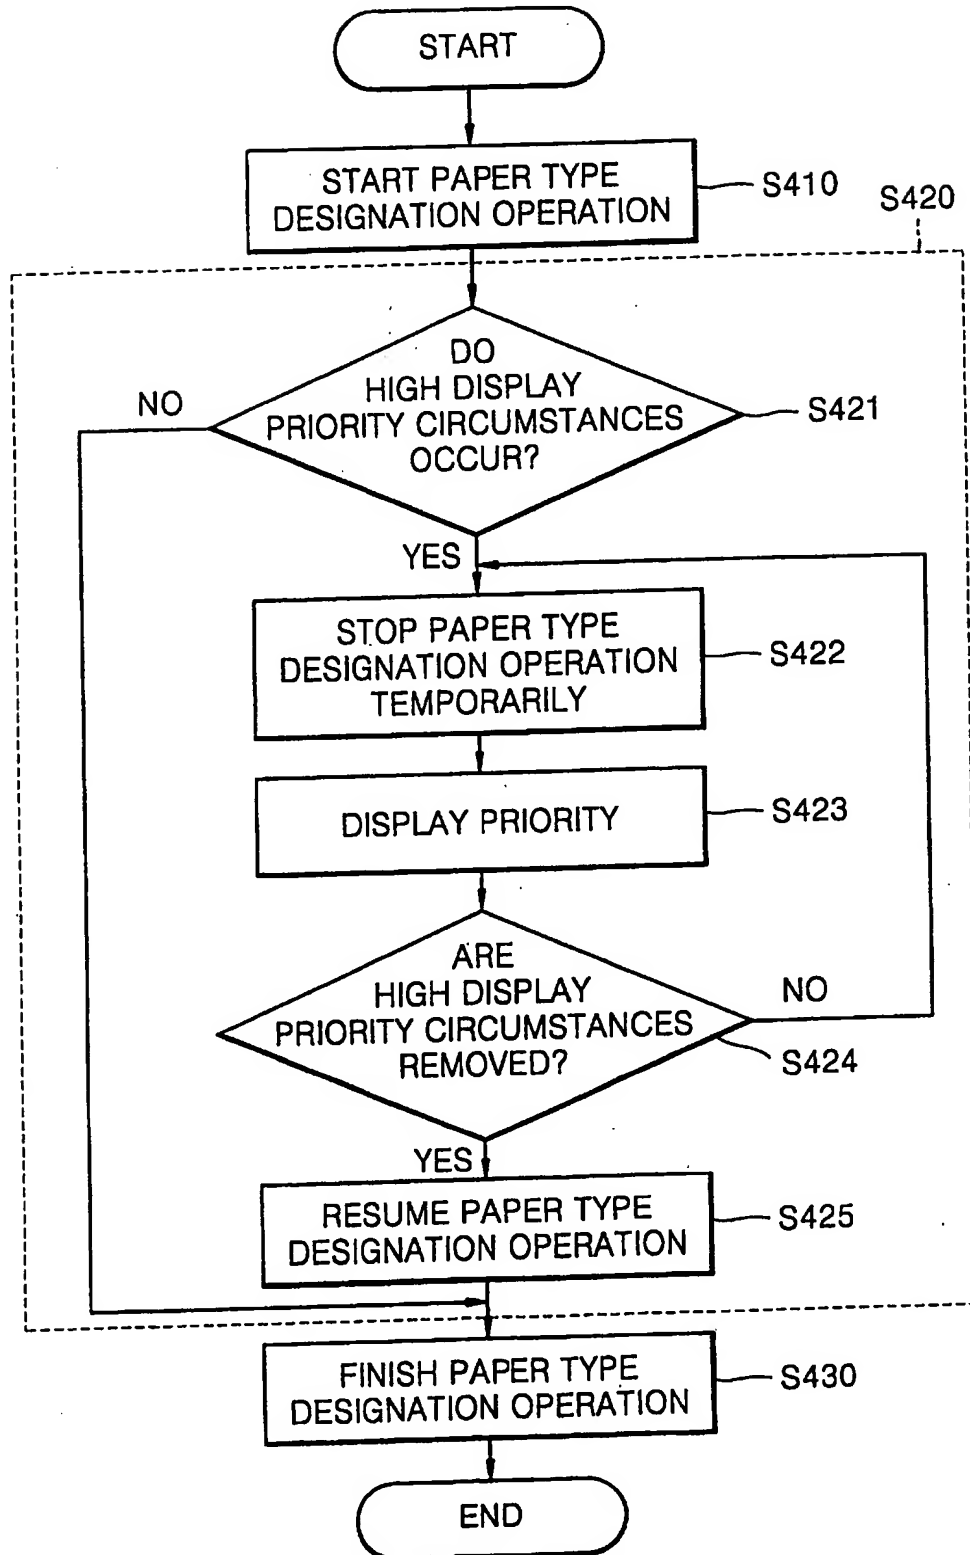 START
START PAPER TYPE
DESIGNATION OPERATION
S410
S420
DO
HIGH DISPLAY
PRIORITY CIRCUMSTANCES
OCCUR?
S421
NO
YES
STOP PAPER TYPE
DESIGNATION OPERATION
TEMPORARILY
S422
DISPLAY PRIORITY
S423
ARE
HIGH DISPLAY
PRIORITY CIRCUMSTANCES
REMOVED?
NO
S424
YES
RESUME PAPER TYPE
DESIGNATION OPERATION
S425
FINISH PAPER TYPE
DESIGNATION OPERATION
S430
END